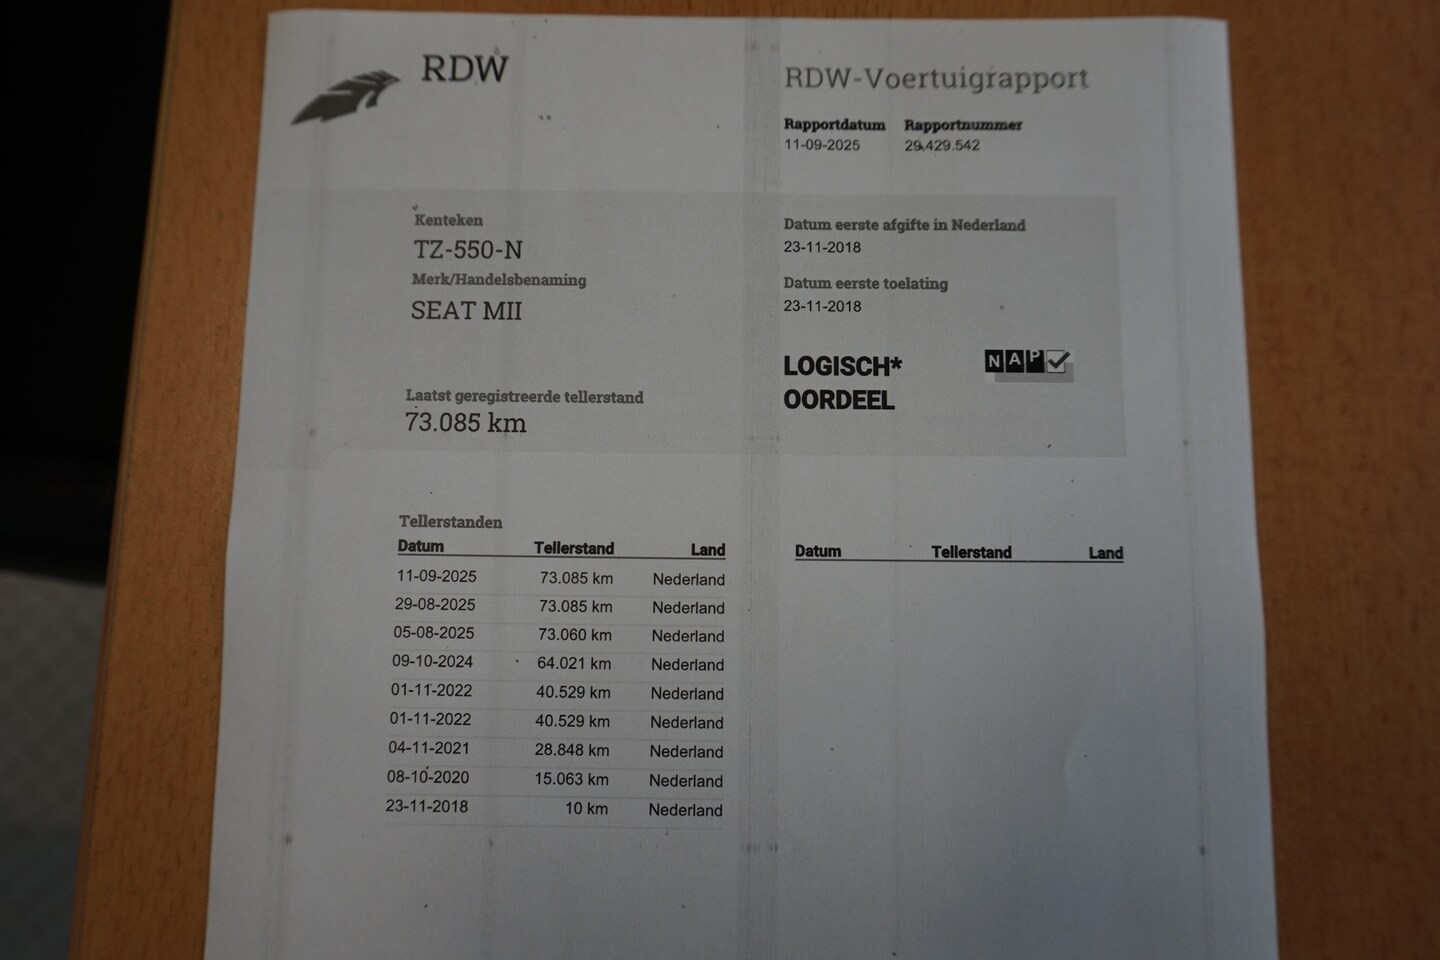 RDW
RDW-Voertuigrapport
Rapportdatum Rapportnummer
11-09-2025 29.429.542
Kenteken
TZ-550-N
Merk/Handelsbenaming
SEAT MII
Laatst geregistreerde tellerstand
73.085 km
Datum eerste afgifte in Nederland
23-11-2018
Datum eerste toelating
23-11-2018
LOGISCH*
OORDEEL
NAP
Tellerstanden
Datum Tellerstand Land
11-09-2025 73.085 km Nederland
29-08-2025 73.085 km Nederland
05-08-2025 73.060 km Nederland
09-10-2024 64.021 km Nederland
01-11-2022 40.529 km Nederland
01-11-2022 40.529 km Nederland
04-11-2021 28.848 km Nederland
08-10-2020 15.063 km Nederland
23-11-2018 10 km Nederland
Datum Tellerstand Land